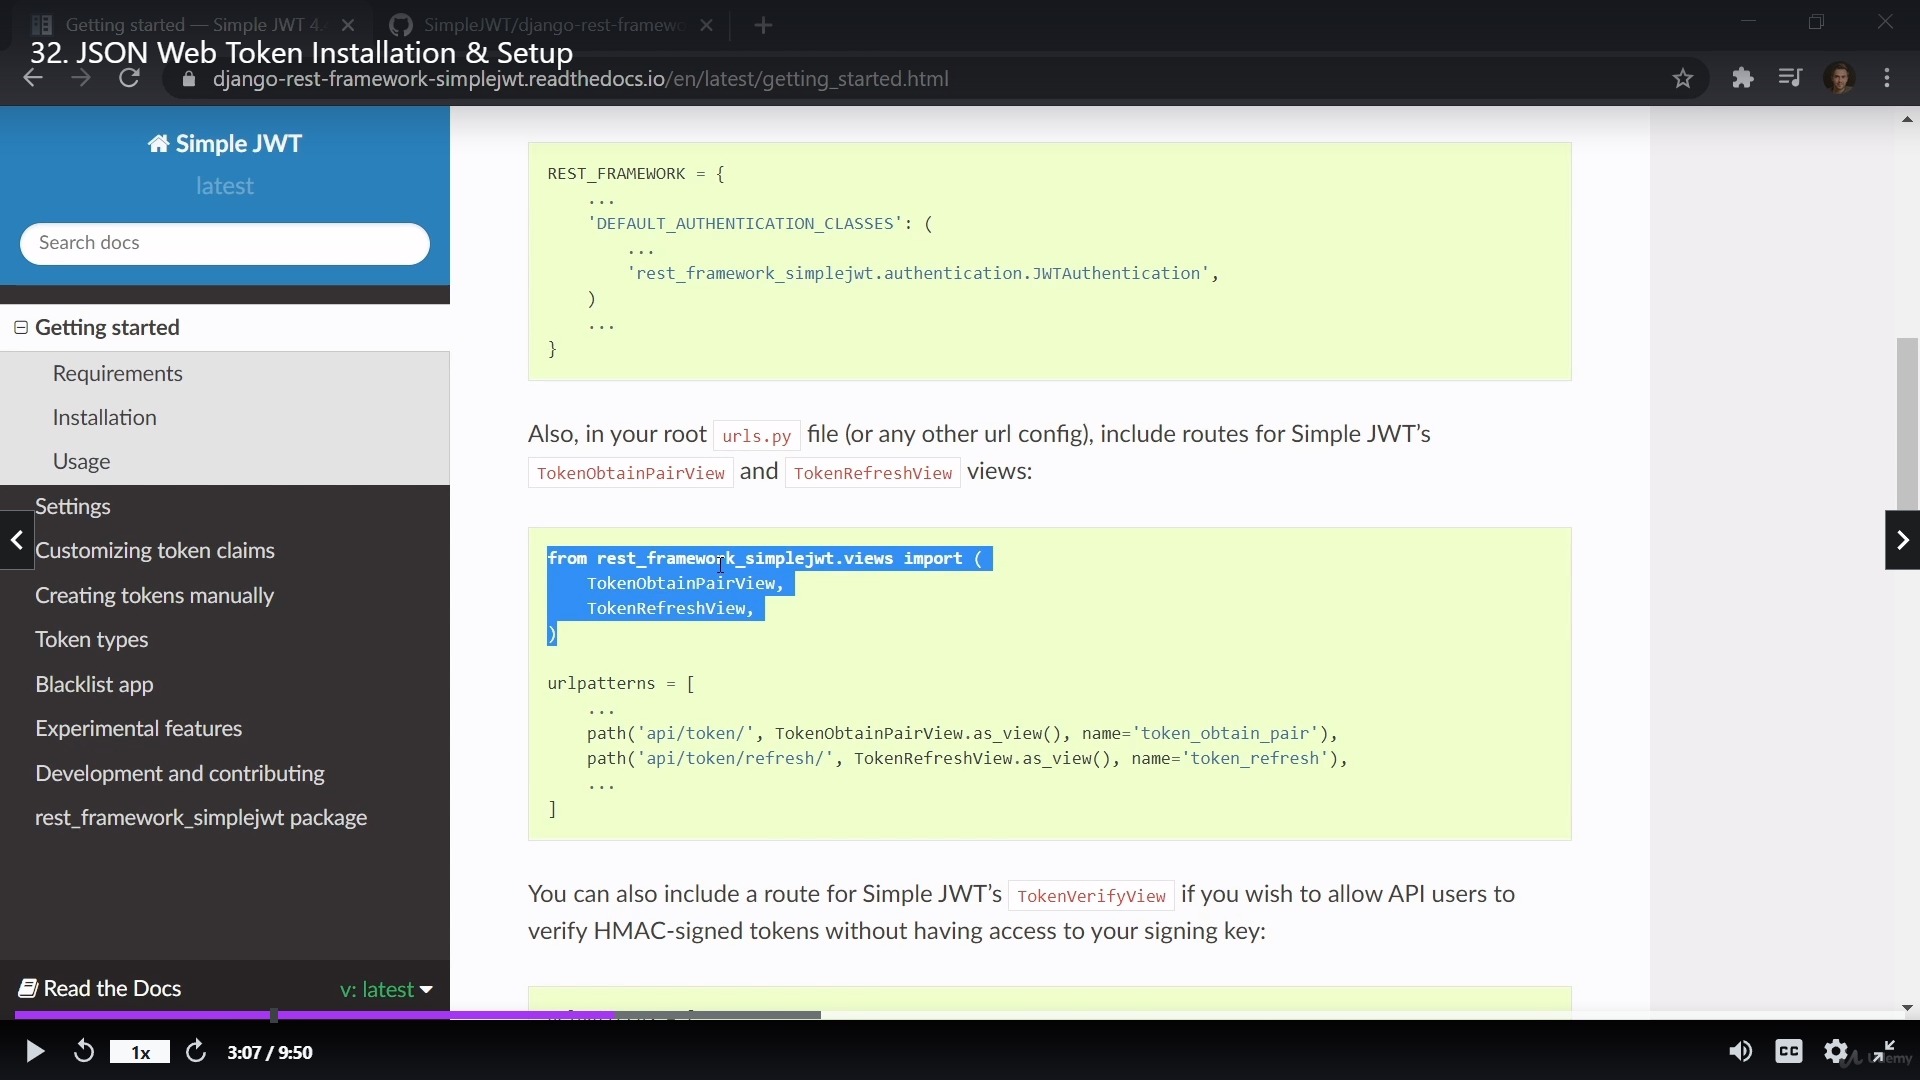 Getting started — Simple JWT 4.
SimpleJWT/django-rest-framewo
32. JSON Web Token Installation & Setup
django-rest-framework-simplejwt.readthedocs.io/en/latest/getting_started.html
Simple JWT
latest
Search docs
Getting started
Requirements
Installation
Usage
Settings
Customizing token claims
Creating tokens manually
Token types
Blacklist app
Experimental features
Development and contributing
rest_framework_simplejwt package
Read the Docs
v: latest
REST_FRAMEWORK = {
...
'DEFAULT_AUTHENTICATION_CLASSES': (
...
'rest_framework_simplejwt.authentication.JWTAuthentication',
)
...
}
Also, in your root urls.py file (or any other url config), include routes for Simple JWT’s
TokenObtainPairView and TokenRefreshView views:
from rest_framework_simplejwt.views import (
TokenObtainPairView,
TokenRefreshView,
)
urlpatterns = [
...
path('api/token/', TokenObtainPairView.as_view(), name='token_obtain_pair'),
path('api/token/refresh/', TokenRefreshView.as_view(), name='token_refresh'),
...
]
You can also include a route for Simple JWT’s TokenVerifyView if you wish to allow API users to
verify HMAC-signed tokens without having access to your signing key:
1x
3:07 / 9:50
CC
Udemy